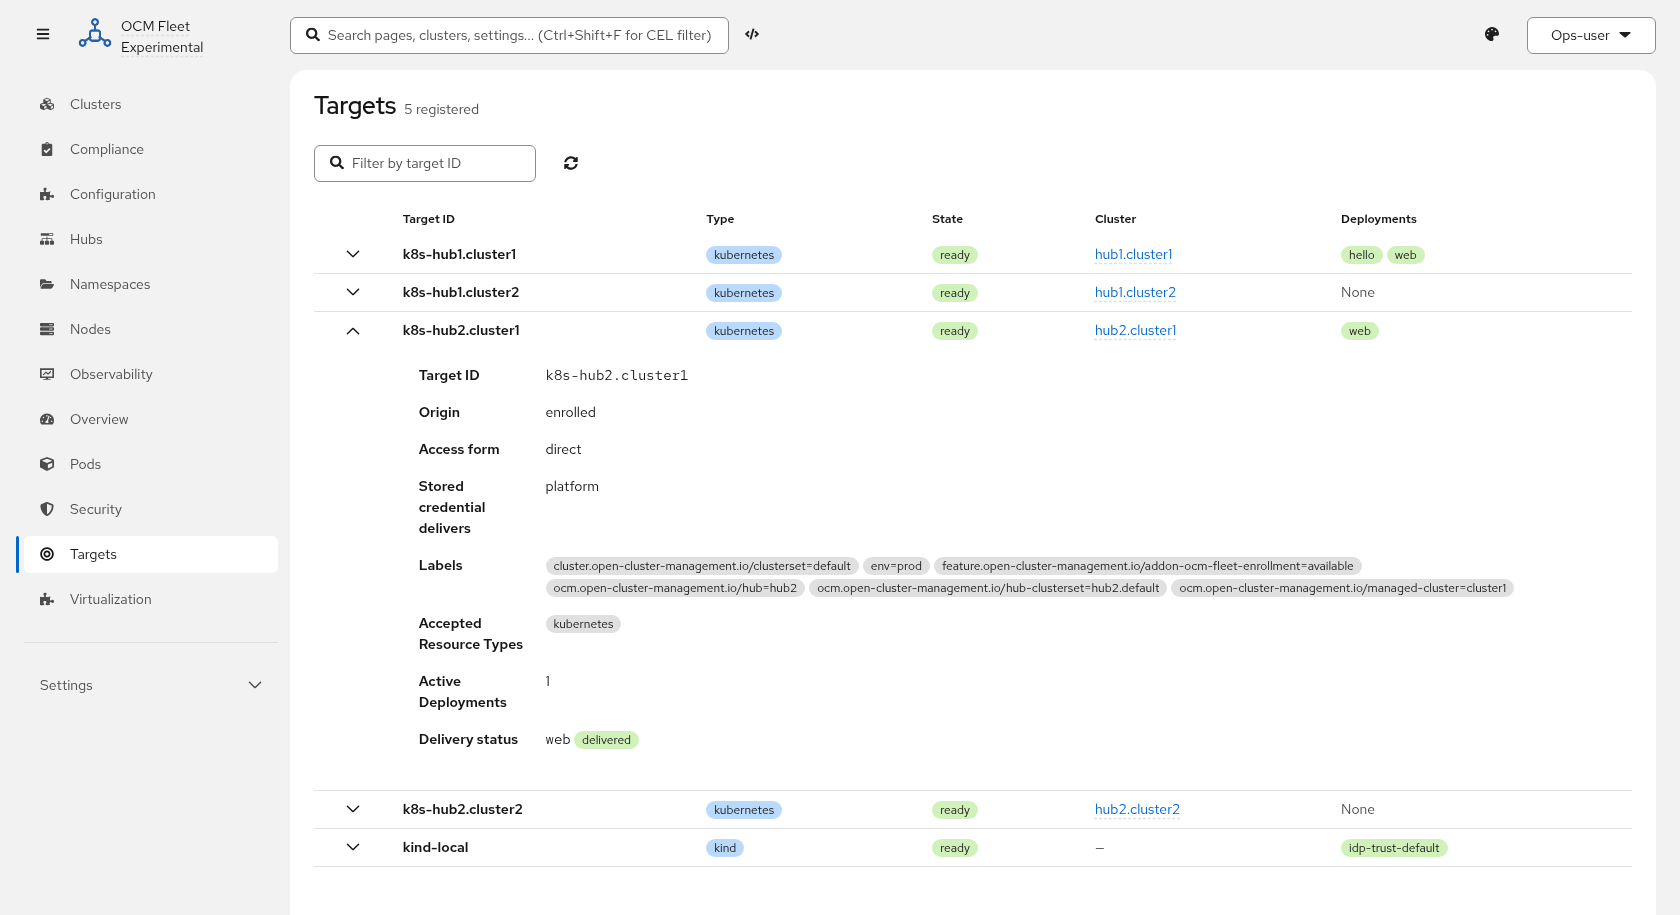 OCM Fleet
Experimental
Search pages, clusters, settings... (Ctrl+Shift+F for CEL filter)
Ops-user
Clusters
Compliance
Configuration
Hubs
Namespaces
Nodes
Observability
Overview
Pods
Security
Targets
Virtualization
Settings
Targets 5 registered
Filter by target ID
Target ID Type State Cluster Deployments
k8s-hub1.cluster1 kubernetes ready hub1.cluster1 hello web
k8s-hub1.cluster2 kubernetes ready hub1.cluster2 None
k8s-hub2.cluster1 kubernetes ready hub2.cluster1 web
Target ID k8s-hub2.cluster1
Origin enrolled
Access form direct
Stored platform
credential
delivers
Labels cluster.open-cluster-management.io/clusterset=default env=prod feature.open-cluster-management.io/addon-ocm-fleet-enrollment=available
ocm.open-cluster-management.io/hub=hub2 ocm.open-cluster-management.io/hub-clusterset=hub2.default ocm.open-cluster-management.io/managed-cluster=cluster1
Accepted kubernetes
Resource Types
Active 1
Deployments
Delivery status web delivered
k8s-hub2.cluster2 kubernetes ready hub2.cluster2 None
kind-local kind ready — idp-trust-default